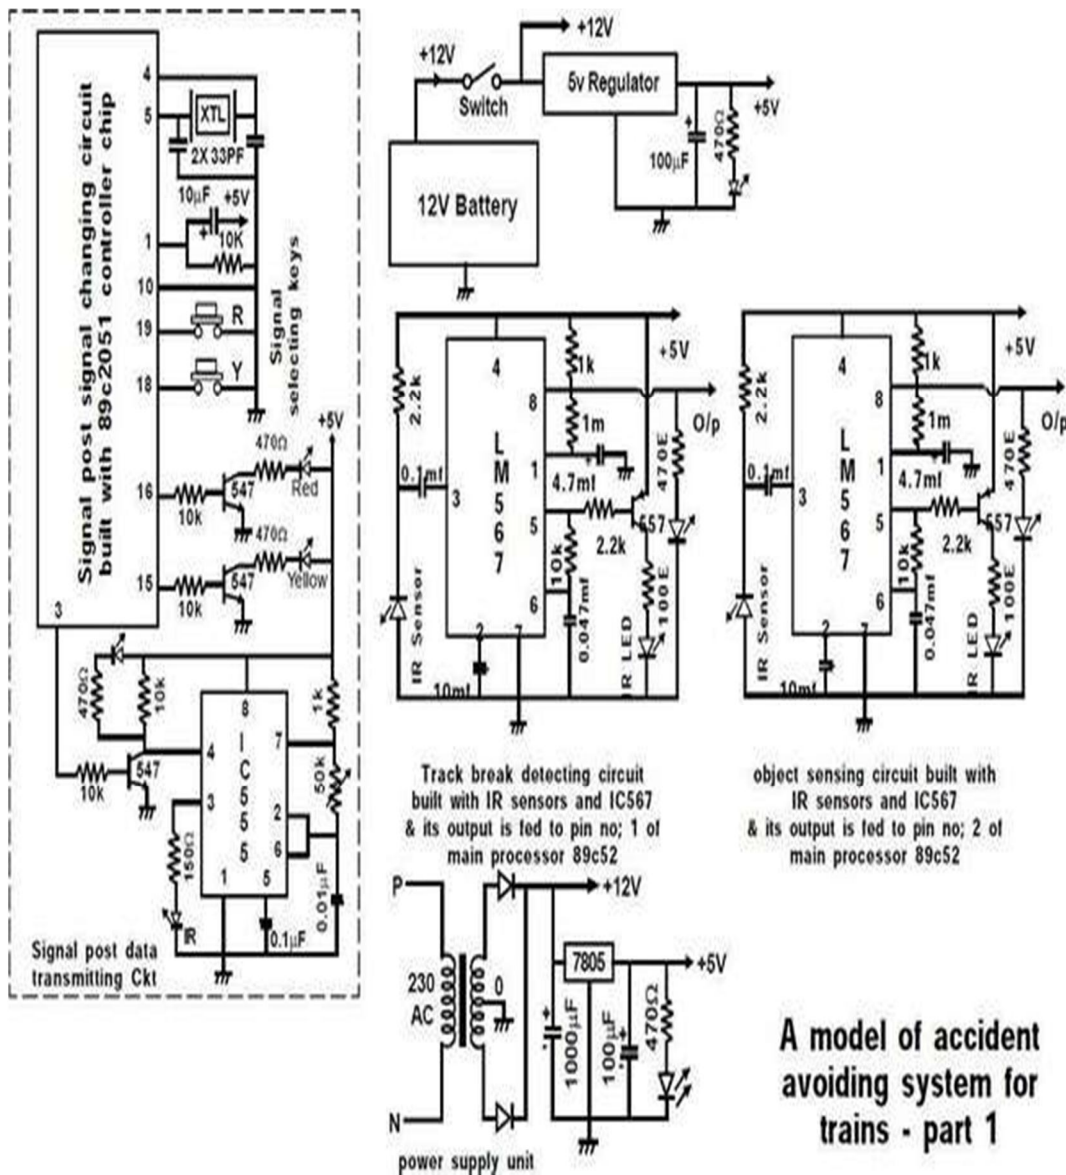 Signal post signal changing circuit
built with 89c2051 controller chip
4
5
XTL
2X 33PF
10µF
+5V
10K
1
10
19
R
18
Y
Signal
selecting keys
+5V
470Ω
Red
16
10k
547
470Ω
Yellow
15
10k
547
3
470Ω
10k
8
1k
4
I
C
5
5
5
7
50k
547
10k
3
2
6
150Ω
1
5
0.01µF
IR
0.1µF
Signal post data
transmitting Ckt
+12V
+12V
Switch
5v Regulator
+5V
100µF
470Ω
12V Battery
+5V
4
1k
2.2k
8
O/p
L
M
5
6
7
1m
470E
0.1mf
3
1
4.7mf
5
557
2.2k
10k
6
100E
0.047mf
IR Sensor
2
7
IR LED
10mf
Track break detecting circuit
built with IR sensors and IC567
& its output is fed to pin no; 1 of
main processor 89c52
+5V
4
1k
2.2k
8
O/p
L
M
5
6
7
1m
470E
0.1mf
3
1
4.7mf
5
557
2.2k
10k
6
100E
0.047mf
IR Sensor
2
7
IR LED
10mf
object sensing circuit built with
IR sensors and IC567
& its output is fed to pin no; 2 of
main processor 89c52
P
+12V
7805
+5V
230
AC
0
1000µF
100µF
470Ω
N
power supply unit
A model of accident
avoiding system for
trains - part 1